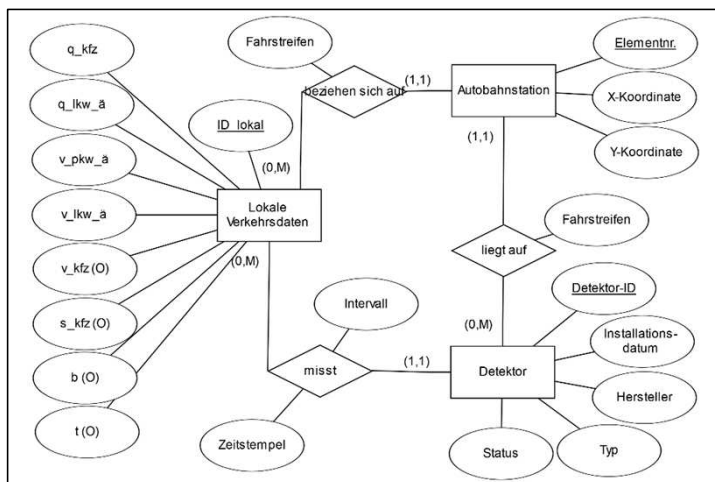 q_kfz
Fahrstreifen
Elementnr.
beziehen sich auf
(1,1)
Autobahnstation
q_lkw_ä
X-Koordinate
ID_lokal
(1,1)
v_pkw_ä
Y-Koordinate
(0,M)
v_lkw_ä
Lokale
Verkehrsdaten
Fahrstreifen
liegt auf
v_kfz (O)
(0,M)
Detektor-ID
Intervall
s_kfz (O)
(0,M)
Installations-
datum
b (O)
misst
(1,1)
Detektor
Hersteller
t (O)
Zeitstempel
Status
Typ